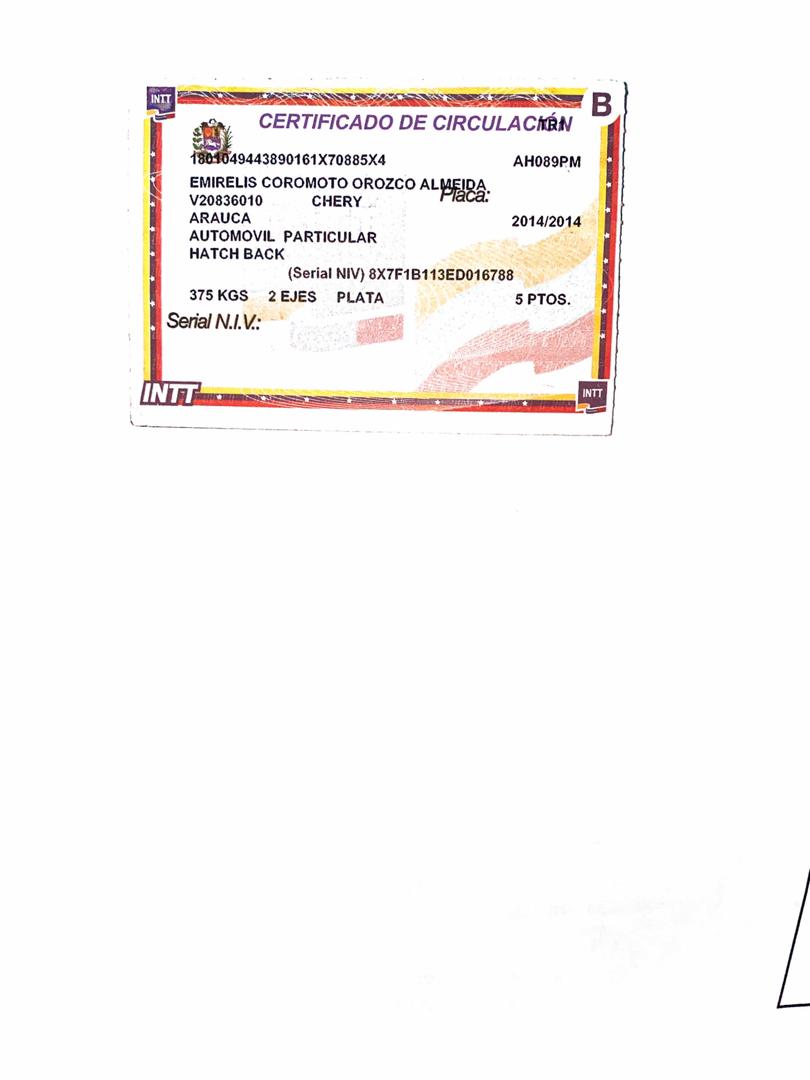 INTT
B
CERTIFICADO DE CIRCULACIÓN
TR1
1801049443890161X70885X4 AH089PM
EMIRELIS COROMOTO OROZCO ALMEIDA
Placa:
V20836010 CHERY
ARAUCA 2014/2014
AUTOMOVIL PARTICULAR
HATCH BACK
(Serial NIV) 8X7F1B113ED016788
375 KGS 2 EJES PLATA 5 PTOS.
Serial N.I.V.:
INTT INTT